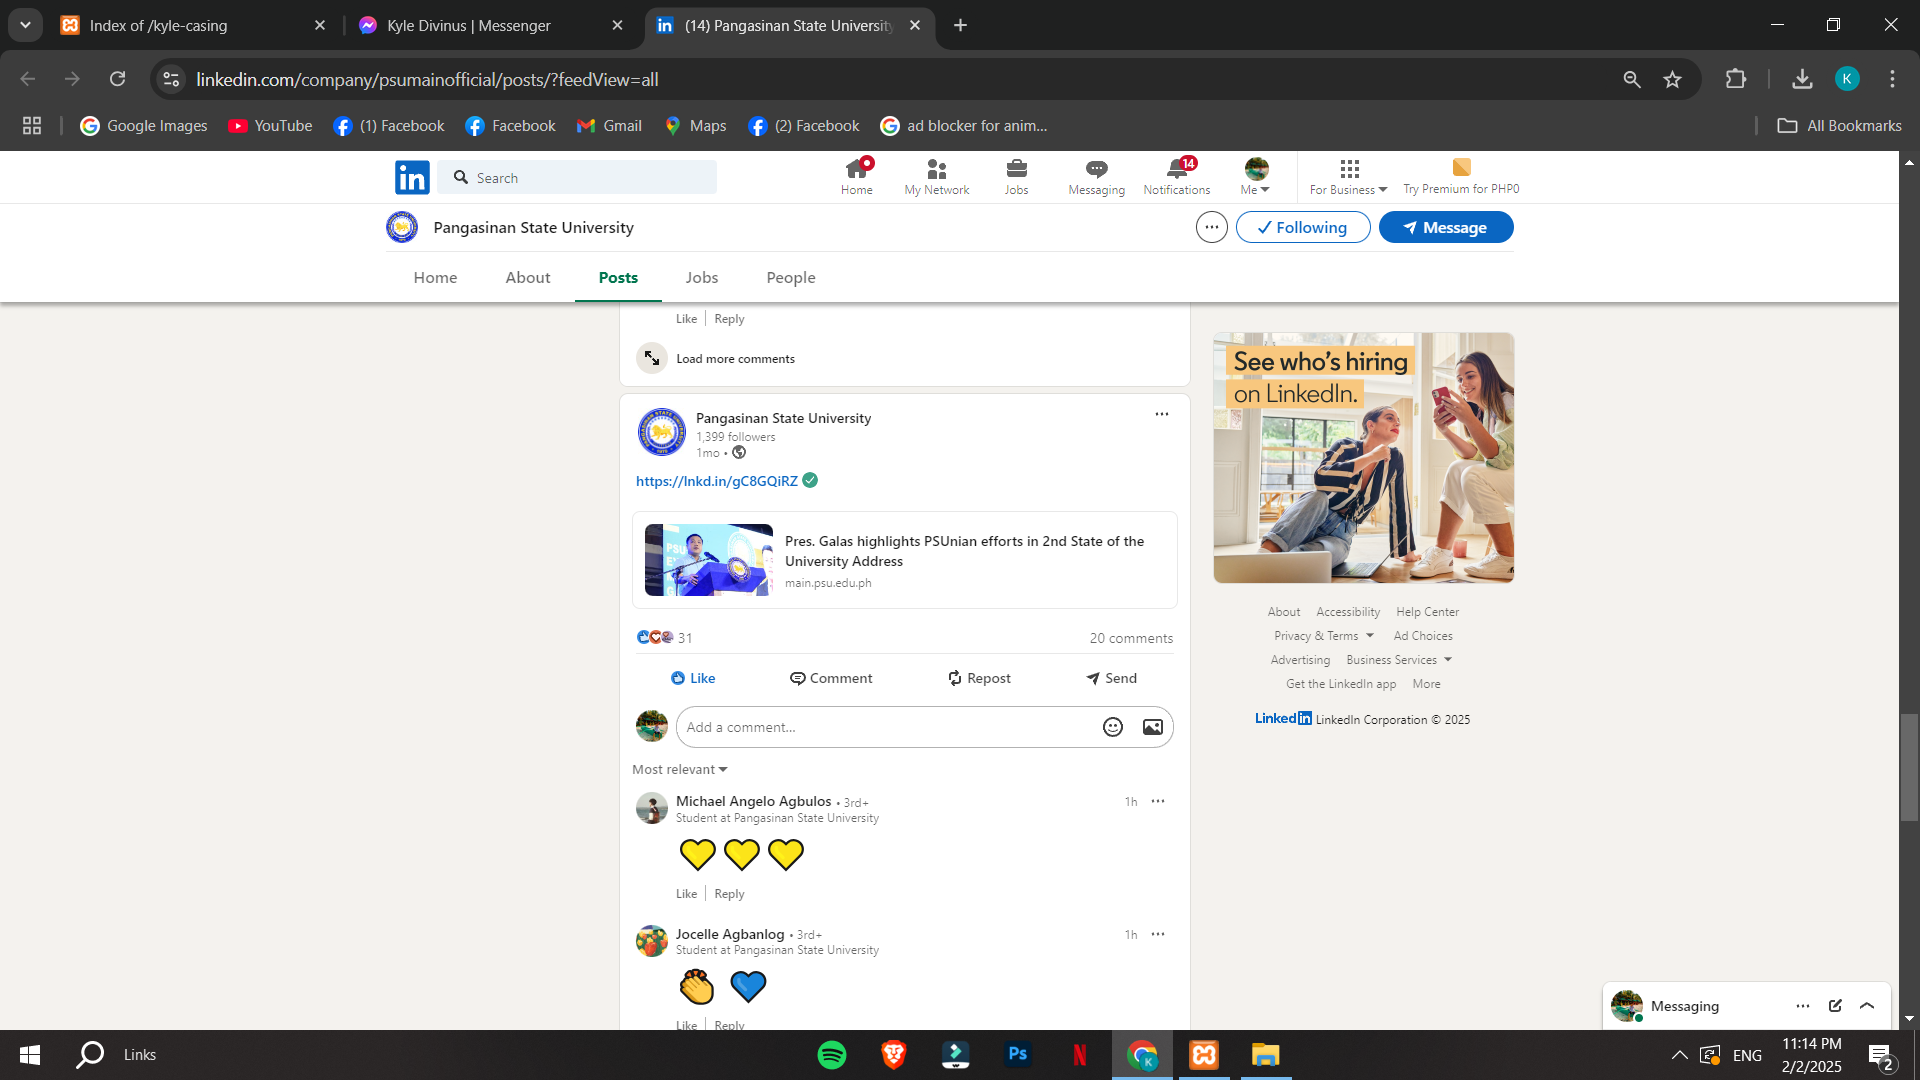 Index of /kyle-casing
Kyle Divinus | Messenger
(14) Pangasinan State University
linkedin.com/company/psumainofficial/posts/?feedView=all
K
Google Images
YouTube
(1) Facebook
Facebook
Gmail
Maps
(2) Facebook
ad blocker for anim...
All Bookmarks
in
Search
Home
My Network
Jobs
Messaging
14
Notifications
Me
For Business
Try Premium for PHP0
Pangasinan State University
Following
Message
Home
About
Posts
Jobs
People
Like
Reply
Load more comments
Pangasinan State University
1,399 followers
1mo •
https://lnkd.in/gC8GQiRZ
Pres. Galas highlights PSUnian efforts in 2nd State of the
University Address
main.psu.edu.ph
31
20 comments
Like
Comment
Repost
Send
Add a comment...
Most relevant
Michael Angelo Agbulos • 3rd+
1h
Student at Pangasinan State University
Like
Reply
Jocelle Agbanlog • 3rd+
1h
Student at Pangasinan State University
Like
Reply
See who's hiring
on LinkedIn.
About
Accessibility
Help Center
Privacy & Terms
Ad Choices
Advertising
Business Services
Get the LinkedIn app
More
LinkedIn LinkedIn Corporation © 2025
Messaging
Links
Ps
N
K
ENG
11:14 PM
2/2/2025
2